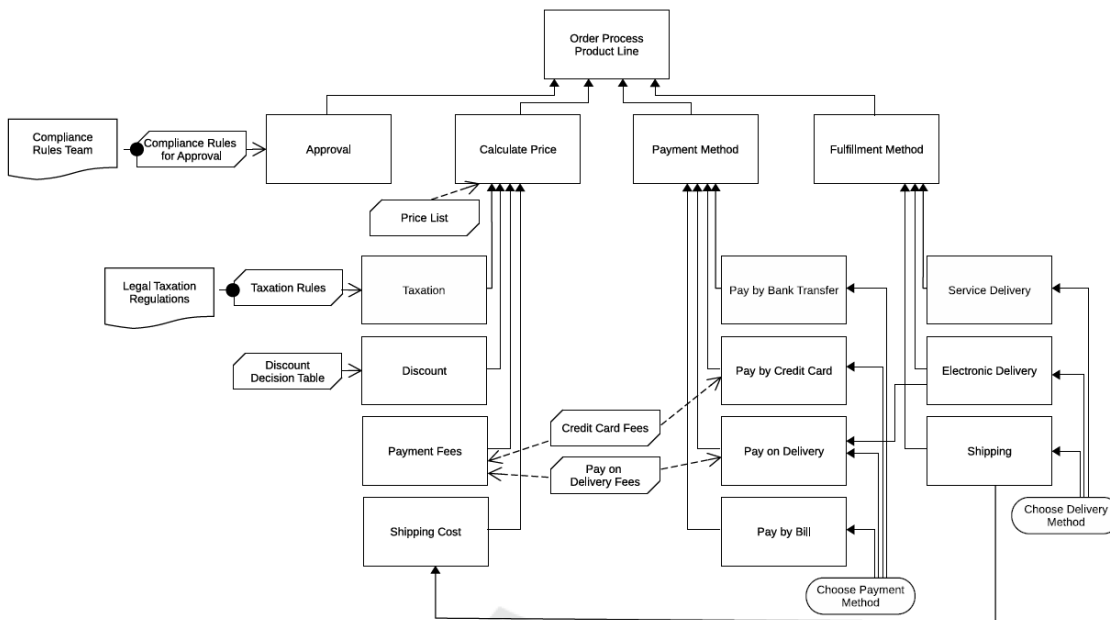 Order Process
Product Line
Compliance
Rules Team
Compliance Rules
for Approval
Approval
Calculate Price
Payment Method
Fulfillment Method
Price List
Legal Taxation
Regulations
Taxation Rules
Taxation
Pay by Bank Transfer
Service Delivery
Discount
Decision Table
Discount
Pay by Credit Card
Electronic Delivery
Credit Card Fees
Payment Fees
Pay on
Delivery Fees
Pay on Delivery
Shipping
Choose Delivery
Method
Shipping Cost
Pay by Bill
Choose Payment
Method